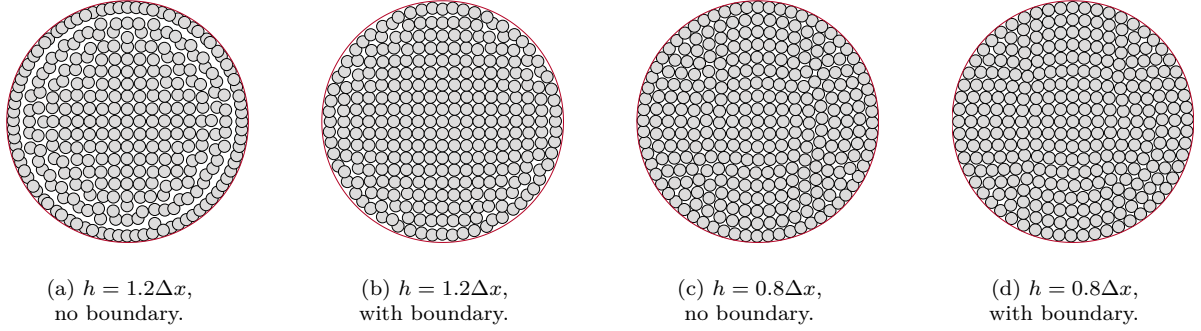 (a) h = 1.2Δx,
no boundary.
(b) h = 1.2Δx,
with boundary.
(c) h = 0.8Δx,
no boundary.
(d) h = 0.8Δx,
with boundary.